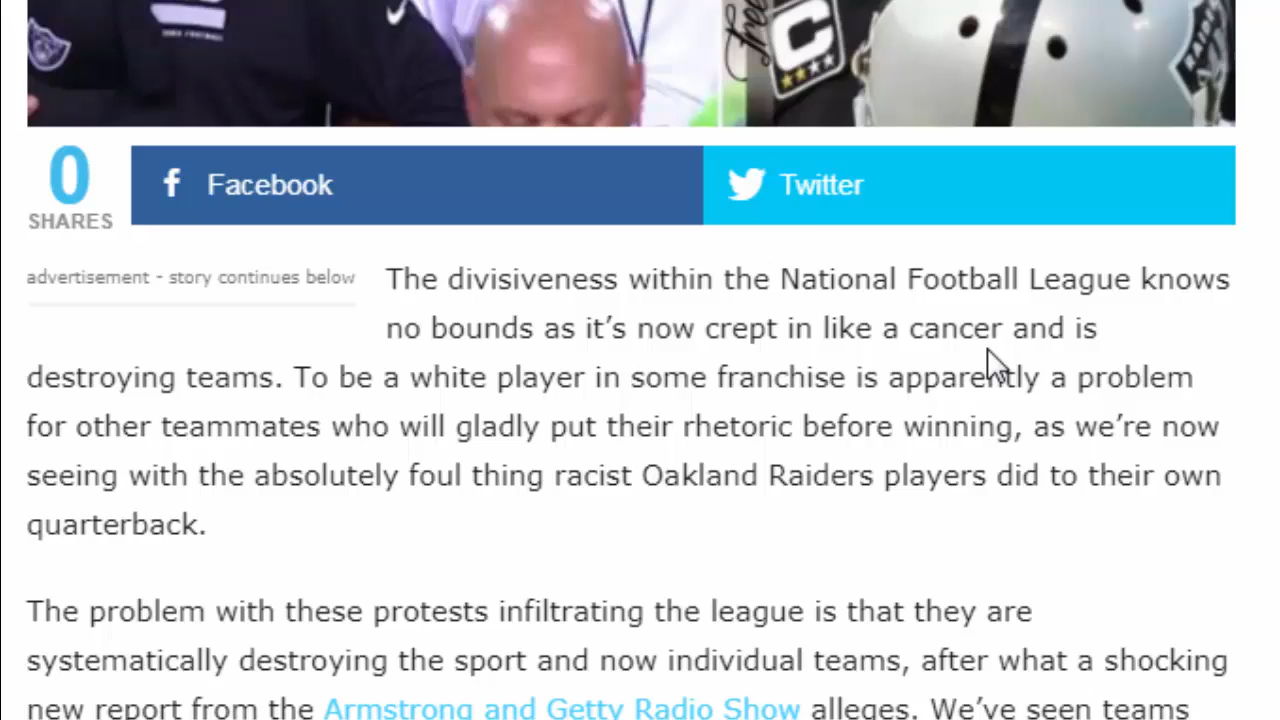 C
RAIDE
0
SHARES
Facebook
Twitter
advertisement - story continues below
The divisiveness within the National Football League knows
no bounds as it’s now crept in like a cancer and is
destroying teams. To be a white player in some franchise is apparently a problem
for other teammates who will gladly put their rhetoric before winning, as we’re now
seeing with the absolutely foul thing racist Oakland Raiders players did to their own
quarterback.
The problem with these protests infiltrating the league is that they are
systematically destroying the sport and now individual teams, after what a shocking
new report from the Armstrong and Getty Radio Show alleges. We’ve seen teams